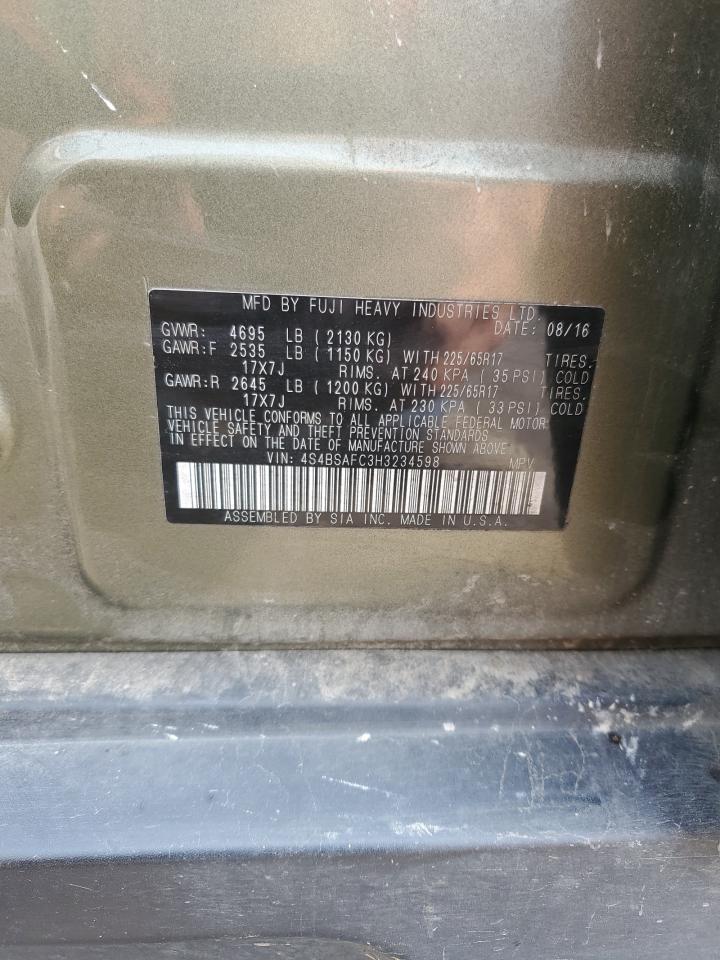 MFD BY FUJI HEAVY INDUSTRIES LTD.
GVWR: 4695 LB ( 2130 KG) DATE: 08/16
GAWR:F 2535 LB ( 1150 KG) WITH 225/65R17 TIRES.
17X7J RIMS. AT 240 KPA ( 35 PSI) COLD
GAWR:R 2645 LB ( 1200 KG) WITH 225/65R17 TIRES.
17X7J RIMS. AT 230 KPA ( 33 PSI) COLD
THIS VEHICLE CONFORMS TO ALL APPLICABLE FEDERAL MOTOR
VEHICLE SAFETY AND THEFT PREVENTION STANDARDS
IN EFFECT ON THE DATE OF MANUFACTURE SHOWN ABOVE.
VIN: 4S4BSAFC3H3234598 MPV
ASSEMBLED BY SIA INC. MADE IN U.S.A.